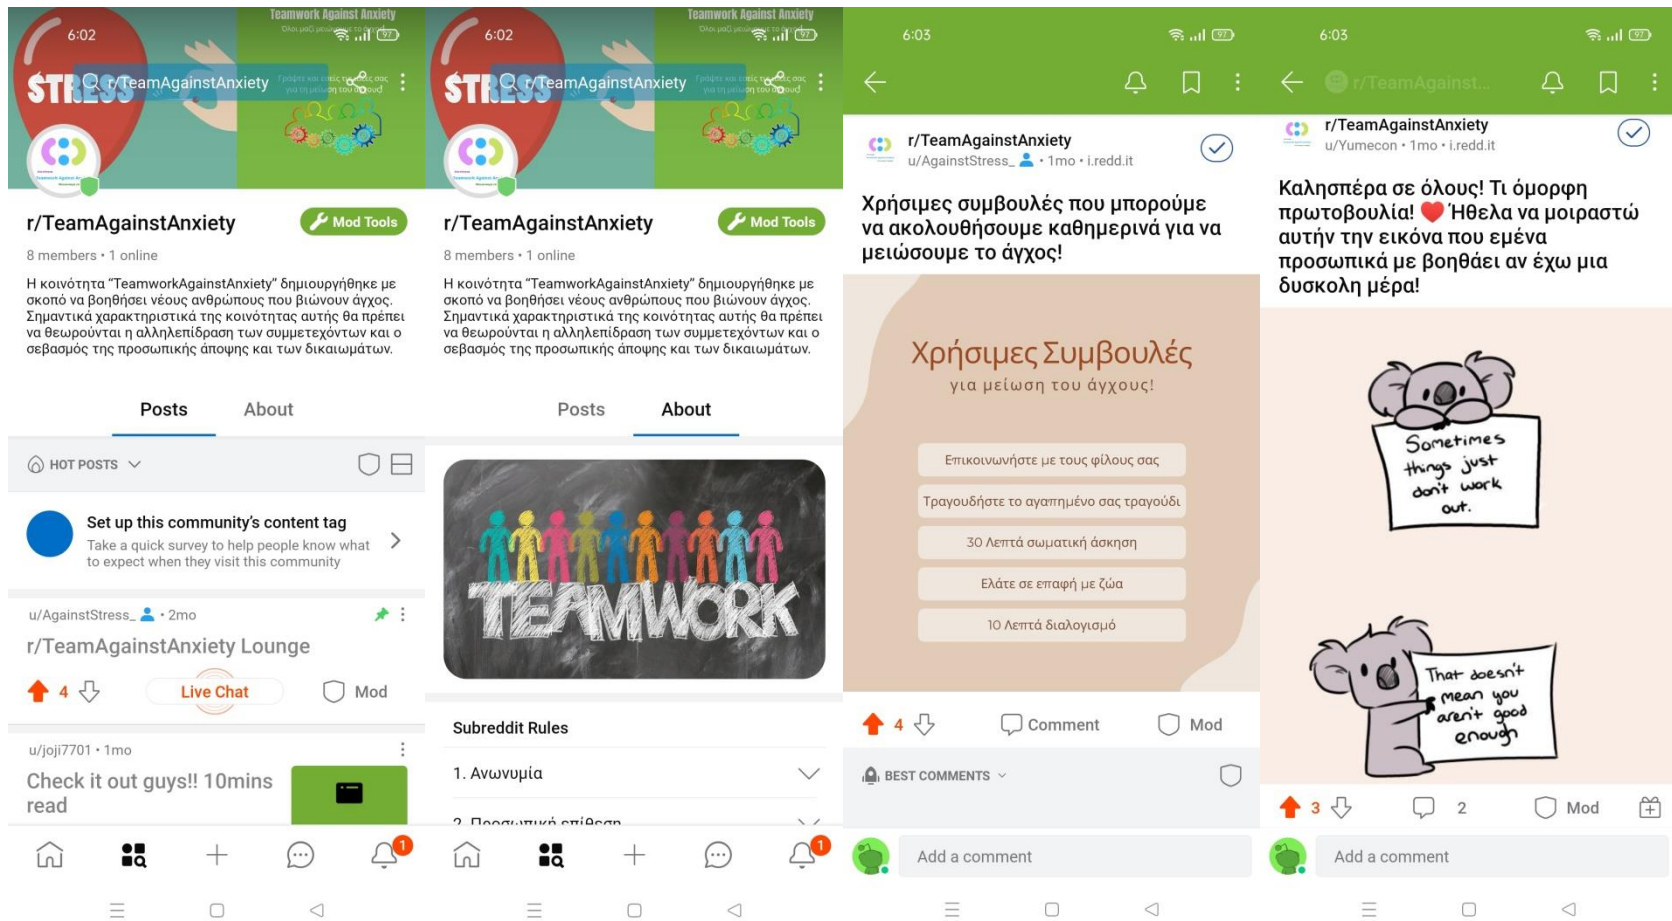 Teamwork Against Anxiety
6:02
97
STRESS
r/TeamAgainstAnxiety
r/TeamAgainstAnxiety
Mod Tools
8 members • 1 online
Η κοινότητα “TeamworkAgainstAnxiety” δημιουργήθηκε με
σκοπό να βοηθήσει νέους ανθρώπους που βιώνουν άγχος.
Σημαντικά χαρακτηριστικά της κοινότητας αυτής θα πρέπει
να θεωρούνται η αλληλεπίδραση των συμμετεχόντων και ο
σεβασμός της προσωπικής άποψης και των δικαιωμάτων.
Posts About
HOT POSTS
Set up this community’s content tag
Take a quick survey to help people know what
to expect when they visit this community
u/AgainstStress_ • 2mo
r/TeamAgainstAnxiety Lounge
4 Live Chat Mod
u/joji7701 • 1mo
Check it out guys!! 10mins
read
1
Teamwork Against Anxiety
6:02
97
STRESS
r/TeamAgainstAnxiety
r/TeamAgainstAnxiety
Mod Tools
8 members • 1 online
Η κοινότητα “TeamworkAgainstAnxiety” δημιουργήθηκε με
σκοπό να βοηθήσει νέους ανθρώπους που βιώνουν άγχος.
Σημαντικά χαρακτηριστικά της κοινότητας αυτής θα πρέπει
να θεωρούνται η αλληλεπίδραση των συμμετεχόντων και ο
σεβασμός της προσωπικής άποψης και των δικαιωμάτων.
Posts About
TEAMWORK
Subreddit Rules
1. Ανωνυμία
2. Προσωπική επίθεση
1
6:03
97
r/TeamAgainstAnxiety
u/AgainstStress_ • 1mo • i.redd.it
Χρήσιμες συμβουλές που μπορούμε
να ακολουθήσουμε καθημερινά για να
μειώσουμε το άγχος!
Χρήσιμες Συμβουλές
για μείωση του άγχους!
Επικοινωνήστε με τους φίλους σας
Τραγουδήστε το αγαπημένο σας τραγούδι
30 Λεπτά σωματική άσκηση
Ελάτε σε επαφή με ζώα
10 Λεπτά διαλογισμό
4 Comment Mod
BEST COMMENTS
Add a comment
6:03
97
r/TeamAgainst...
r/TeamAgainstAnxiety
u/Yumecon • 1mo • i.redd.it
Καλησπέρα σε όλους! Τι όμορφη
πρωτοβουλία! ❤️ Ήθελα να μοιραστώ
αυτήν την εικόνα που εμένα
προσωπικά με βοηθάει αν έχω μια
δυσκολη μέρα!
Sometimes
things just
don't work
out.
That doesn't
mean you
aren't good
enough
3 2 Mod
Add a comment